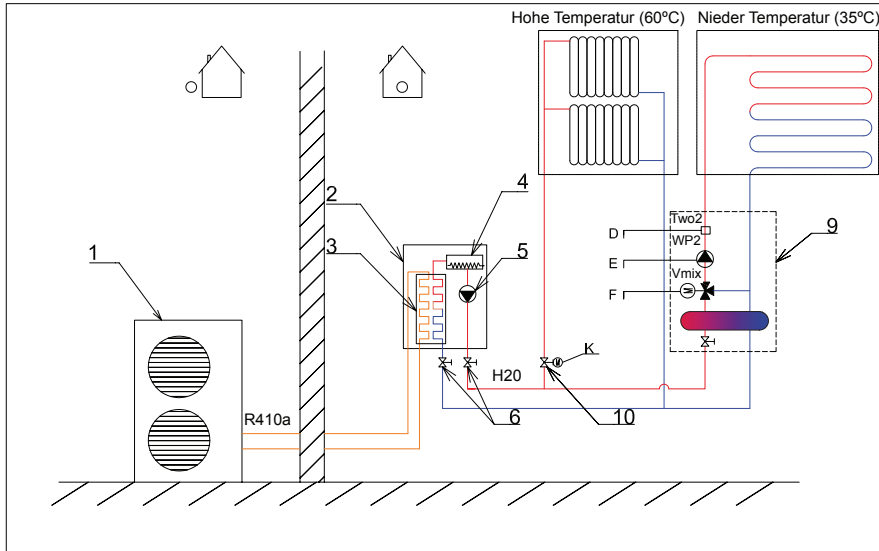 Hohe Temperatur (60ºC)
Nieder Temperatur (35ºC)
1
2
3
4
5
Two2
D
WP2
E
Vmix
F
M
9
K
M
H20
6
10
R410a